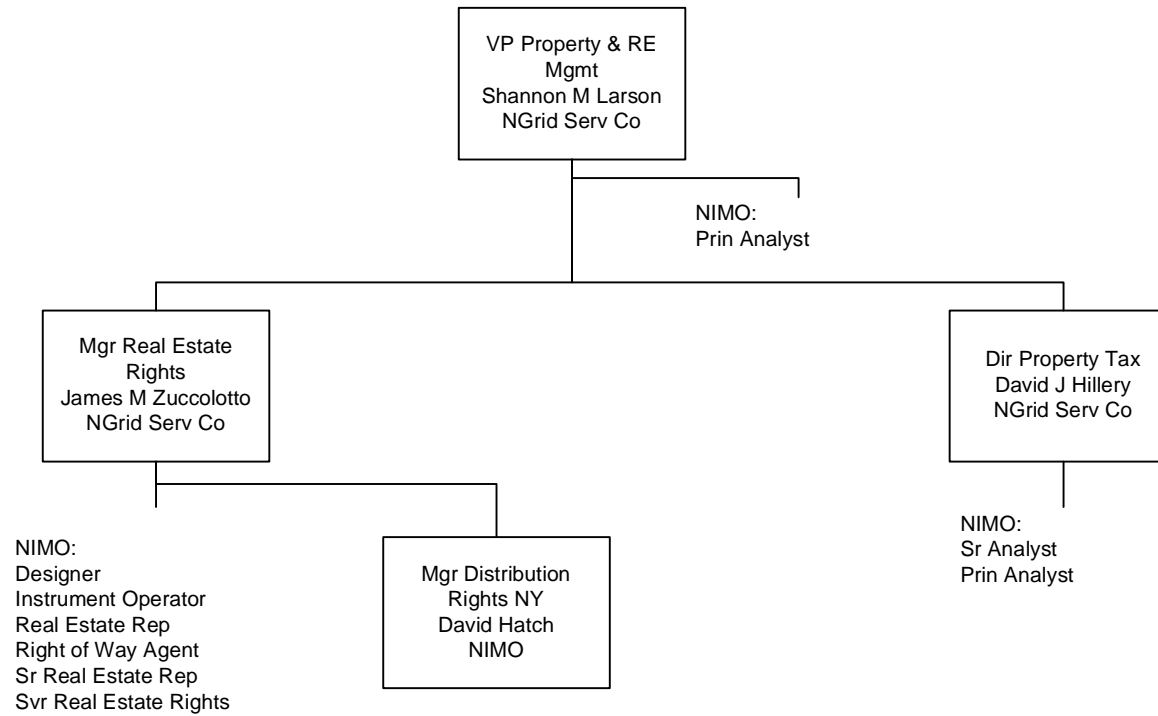 VP Property & RE
Mgmt
Shannon M Larson
NGrid Serv Co
NIMO:
Prin Analyst
Mgr Real Estate
Rights
James M Zuccolotto
NGrid Serv Co
Dir Property Tax
David J Hillery
NGrid Serv Co
NIMO:
Designer
Instrument Operator
Real Estate Rep
Right of Way Agent
Sr Real Estate Rep
Svr Real Estate Rights
Mgr Distribution
Rights NY
David Hatch
NIMO
NIMO:
Sr Analyst
Prin Analyst